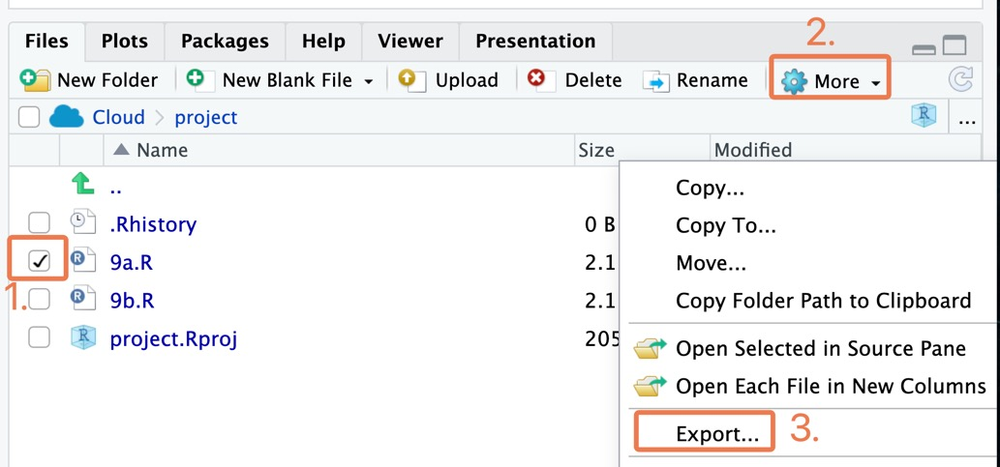 Files Plots Packages Help Viewer Presentation
2.
New Folder New Blank File Upload Delete Rename More
Cloud project ...
Name Size Modified
..
.Rhistory 0 B
9a.R 2.1
1.
9b.R 2.1
project.Rproj 205
Copy...
Copy To...
Move...
Copy Folder Path to Clipboard
Open Selected in Source Pane
Open Each File in New Columns
Export... 3.